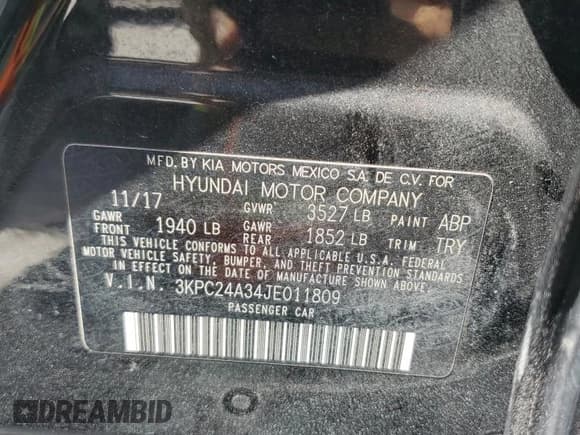 MFD. BY KIA MOTORS MEXICO S.A. DE C.V. FOR
HYUNDAI MOTOR COMPANY
11/17 GVWR 3527 LB PAINT ABP
GAWR FRONT 1940 LB GAWR REAR 1852 LB TRIM TRY
THIS VEHICLE CONFORMS TO ALL APPLICABLE U.S.A. FEDERAL
MOTOR VEHICLE SAFETY, BUMPER, AND THEFT PREVENTION STANDARDS
IN EFFECT ON THE DATE OF MANUFACTURE SHOWN ABOVE.
V.I.N. 3KPC24A34JE011809
PASSENGER CAR
DREAMBID